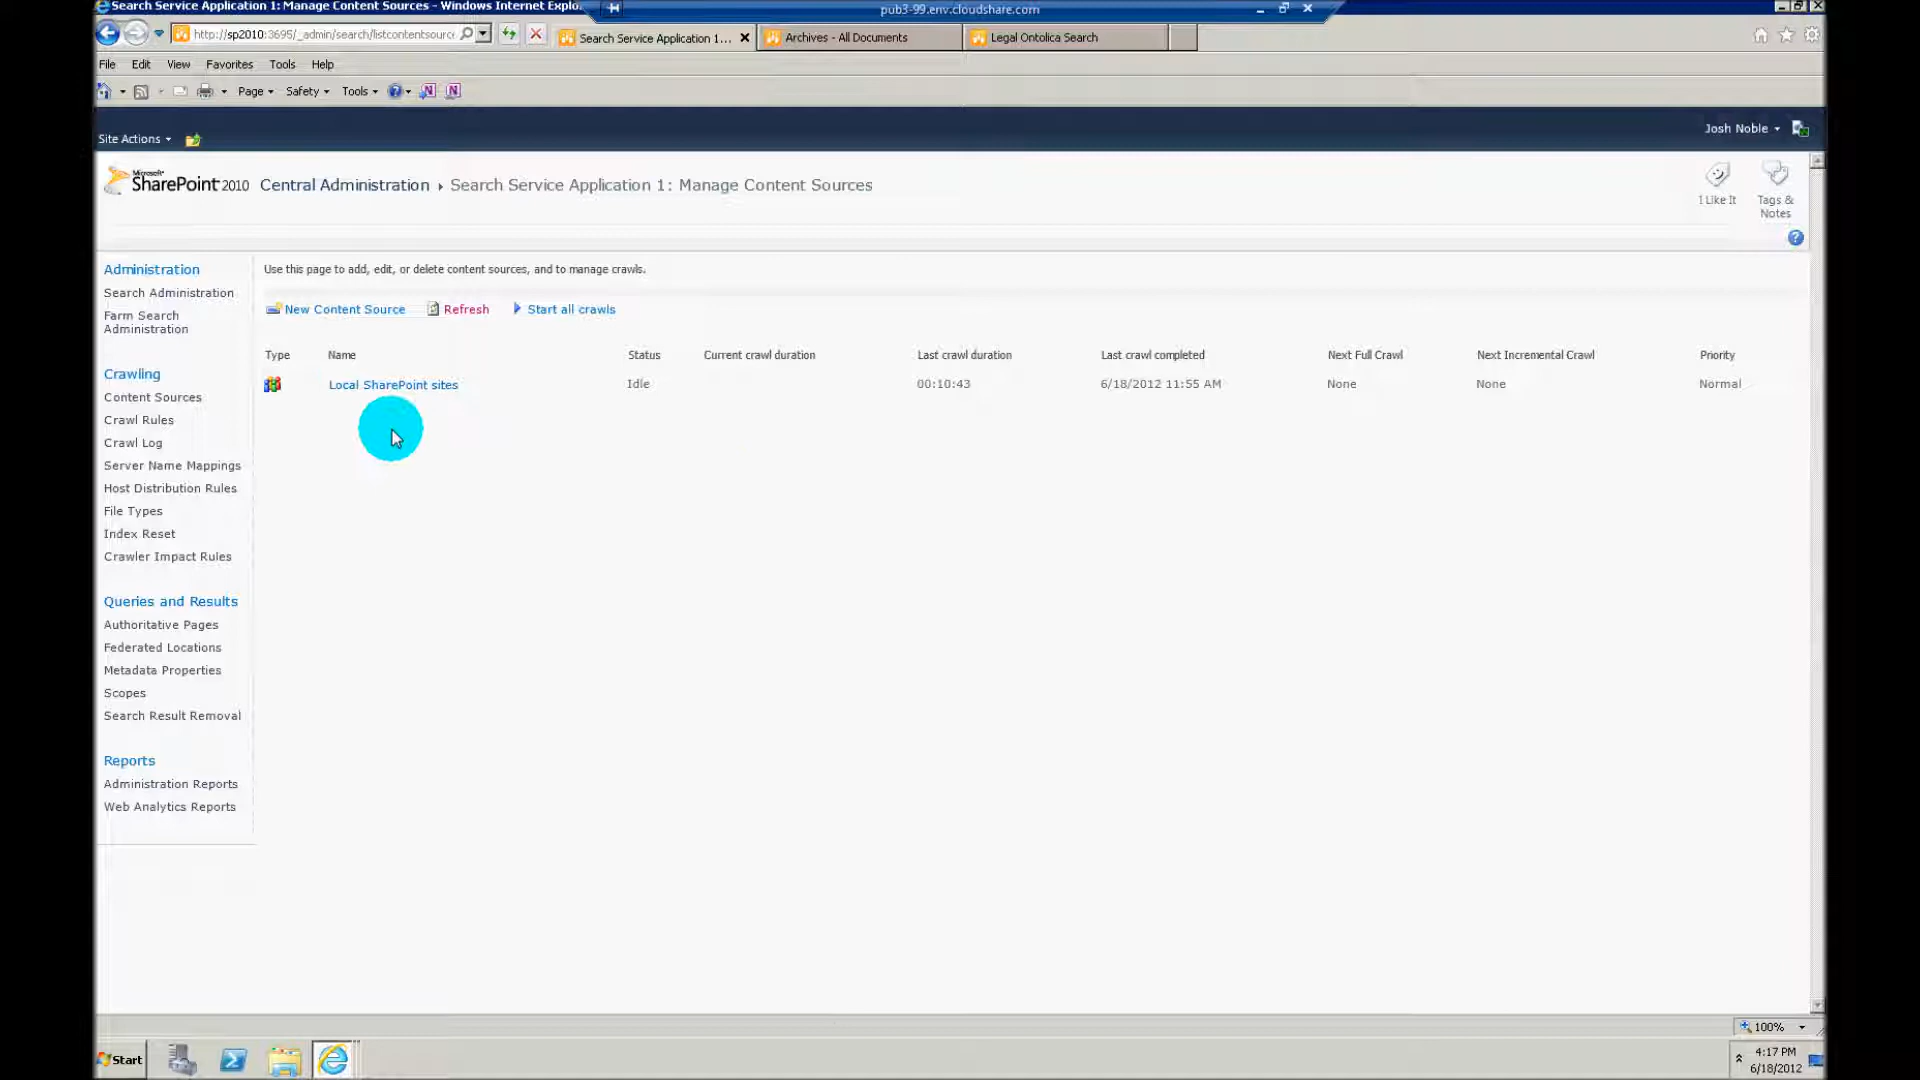 Search Service Application 1: Manage Content Sources - Windows Internet Explo
pub3-99.env.cloudshare.com
http://sp2010:3695/_admin/search/listcontentsource
Search Service Application 1...
Archives - All Documents
Legal Ontolica Search
File Edit View Favorites Tools Help
Page Safety Tools
Site Actions
Josh Noble
Microsoft SharePoint 2010
Central Administration Search Service Application 1: Manage Content Sources
I Like It
Tags & Notes
Administration
Search Administration
Farm Search
Administration
Crawling
Content Sources
Crawl Rules
Crawl Log
Server Name Mappings
Host Distribution Rules
File Types
Index Reset
Crawler Impact Rules
Queries and Results
Authoritative Pages
Federated Locations
Metadata Properties
Scopes
Search Result Removal
Reports
Administration Reports
Web Analytics Reports
Use this page to add, edit, or delete content sources, and to manage crawls.
New Content Source Refresh Start all crawls
Type Name Status Current crawl duration Last crawl duration Last crawl completed Next Full Crawl Next Incremental Crawl Priority
Local SharePoint sites Idle 00:10:43 6/18/2012 11:55 AM None None Normal
100%
Start
4:17 PM
6/18/2012